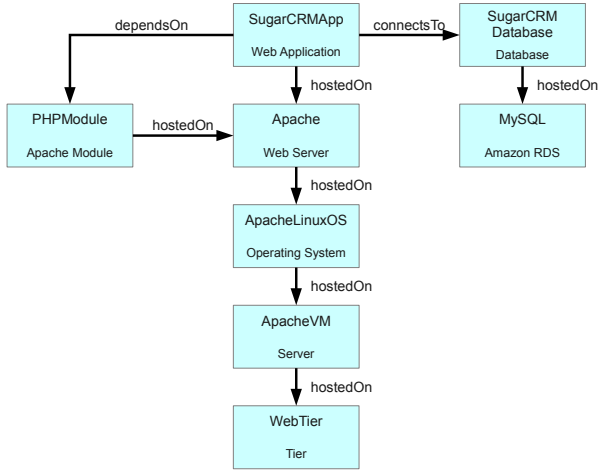 dependsOn
SugarCRMApp
Web Application
connectsTo
SugarCRM
Database
Database
hostedOn
hostedOn
PHPModule
Apache Module
hostedOn
Apache
Web Server
MySQL
Amazon RDS
hostedOn
ApacheLinuxOS
Operating System
hostedOn
ApacheVM
Server
hostedOn
WebTier
Tier